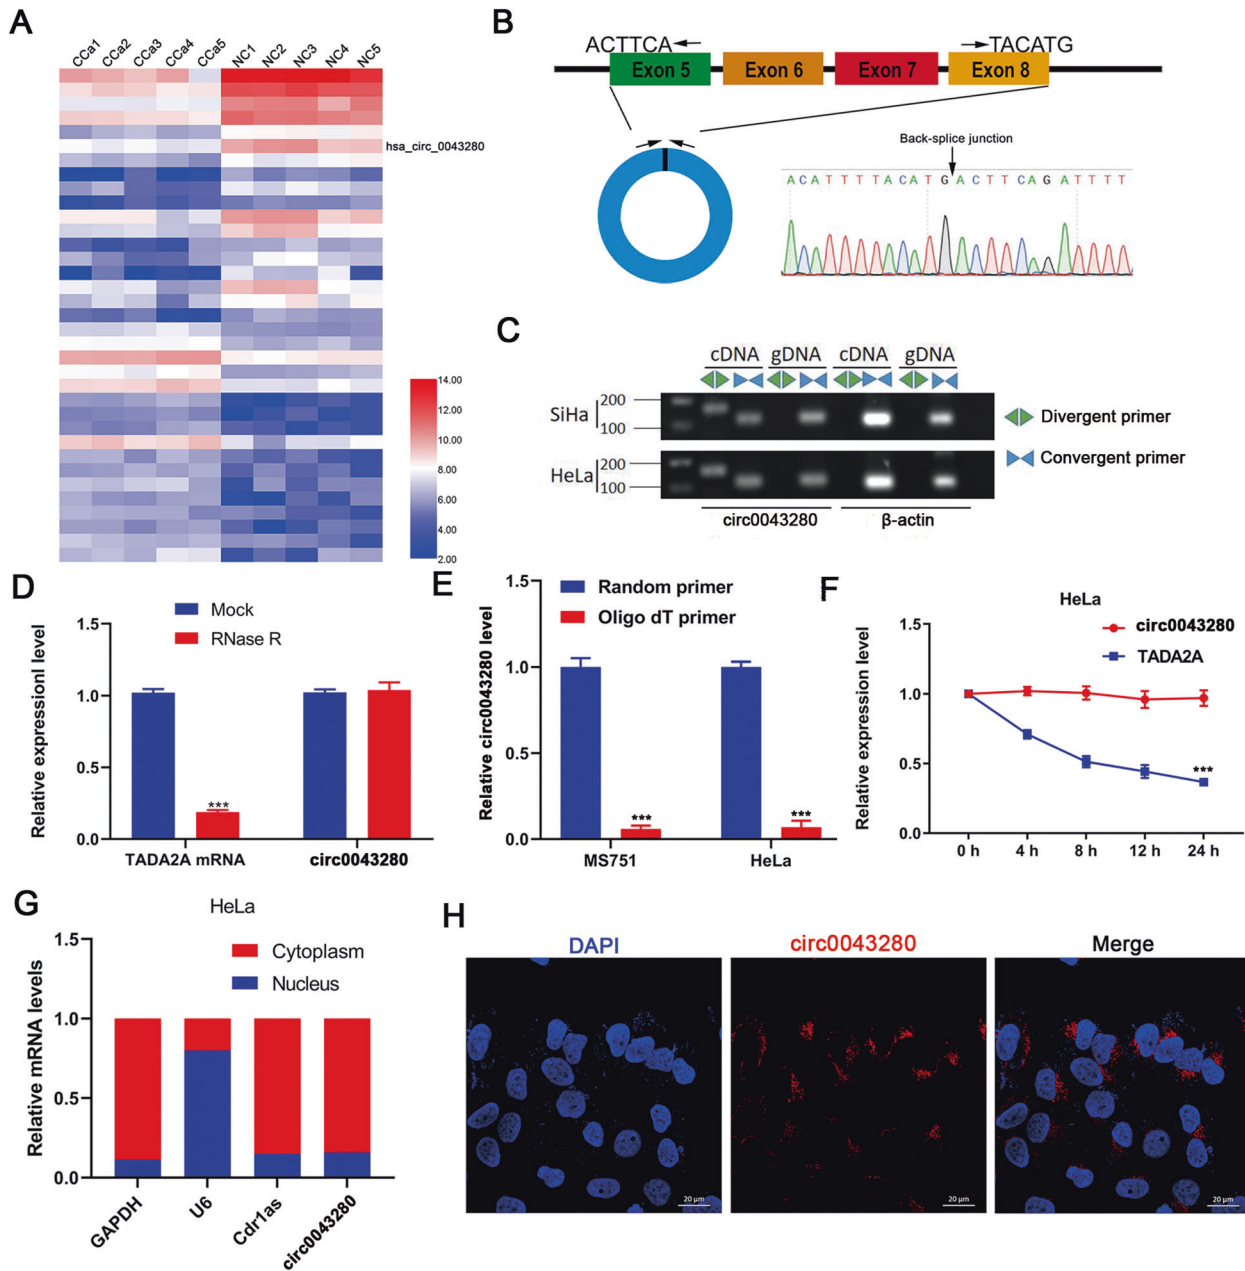 A
CCa1 CCa2 CCa3 CCa4 CCa5 NC1 NC2 NC3 NC4 NC5
hsa_circ_0043280
14.00
12.00
10.00
8.00
6.00
4.00
2.00
B
ACTTCA TACATG
Exon 5 Exon 6 Exon 7 Exon 8
Back-splice junction
ACATTTTACATGACTTCAGATTTT
C
cDNA gDNA cDNA gDNA
SiHa
200
100
HeLa
200
100
circ0043280 β-actin
Divergent primer
Convergent primer
D
Mock
RNase R
Relative expressionl level
1.5
1.0
0.5
0.0
TADA2A mRNA circ0043280
***
E
Random primer
Oligo dT primer
Relative circ0043280 level
1.5
1.0
0.5
0.0
*** ***
MS751 HeLa
F
HeLa
circ0043280
TADA2A
Relative expression level
1.5
1.0
0.5
0.0
***
0 h 4 h 8 h 12 h 24 h
G
HeLa
Cytoplasm
Nucleus
Relative mRNA levels
1.5
1.0
0.5
0.0
GAPDH U6 Cdr1as circ0043280
H
DAPI circ0043280 Merge
20 µm 20 µm 20 µm